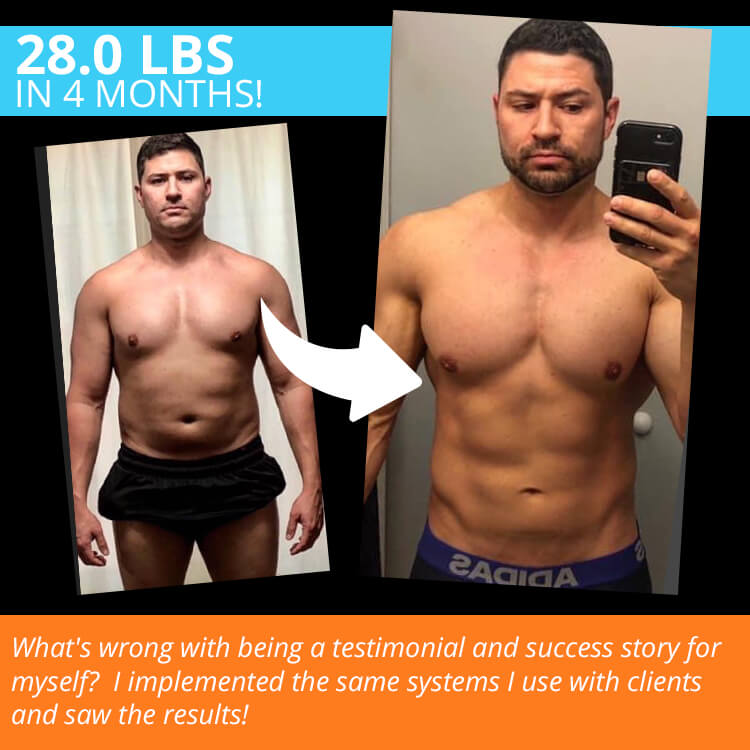 28.0 LBS
IN 4 MONTHS!
ADIDAS
What's wrong with being a testimonial and success story for
myself?  I implemented the same systems I use with clients
and saw the results!